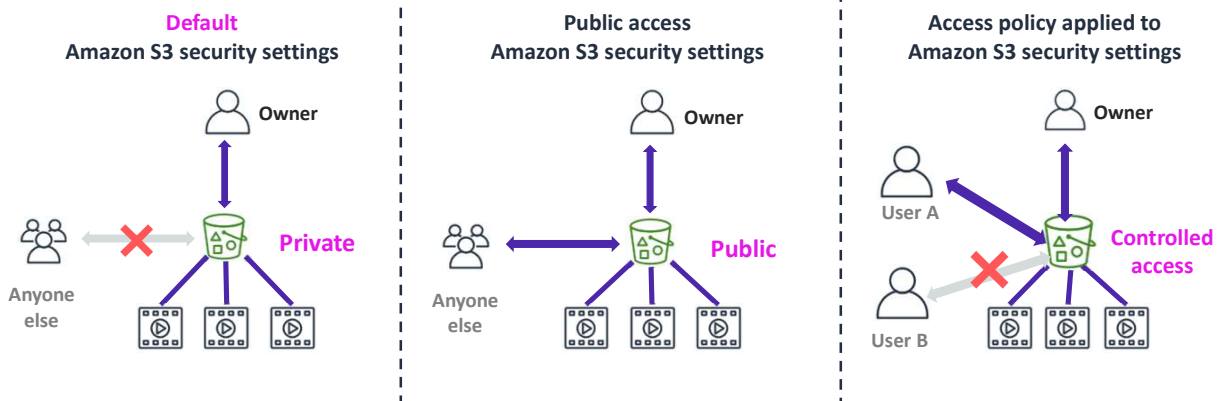 Default
Amazon S3 security settings
Owner
Private
Anyone
else
Public access
Amazon S3 security settings
Owner
Public
Anyone
else
Access policy applied to
Amazon S3 security settings
Owner
User A
Controlled
access
User B